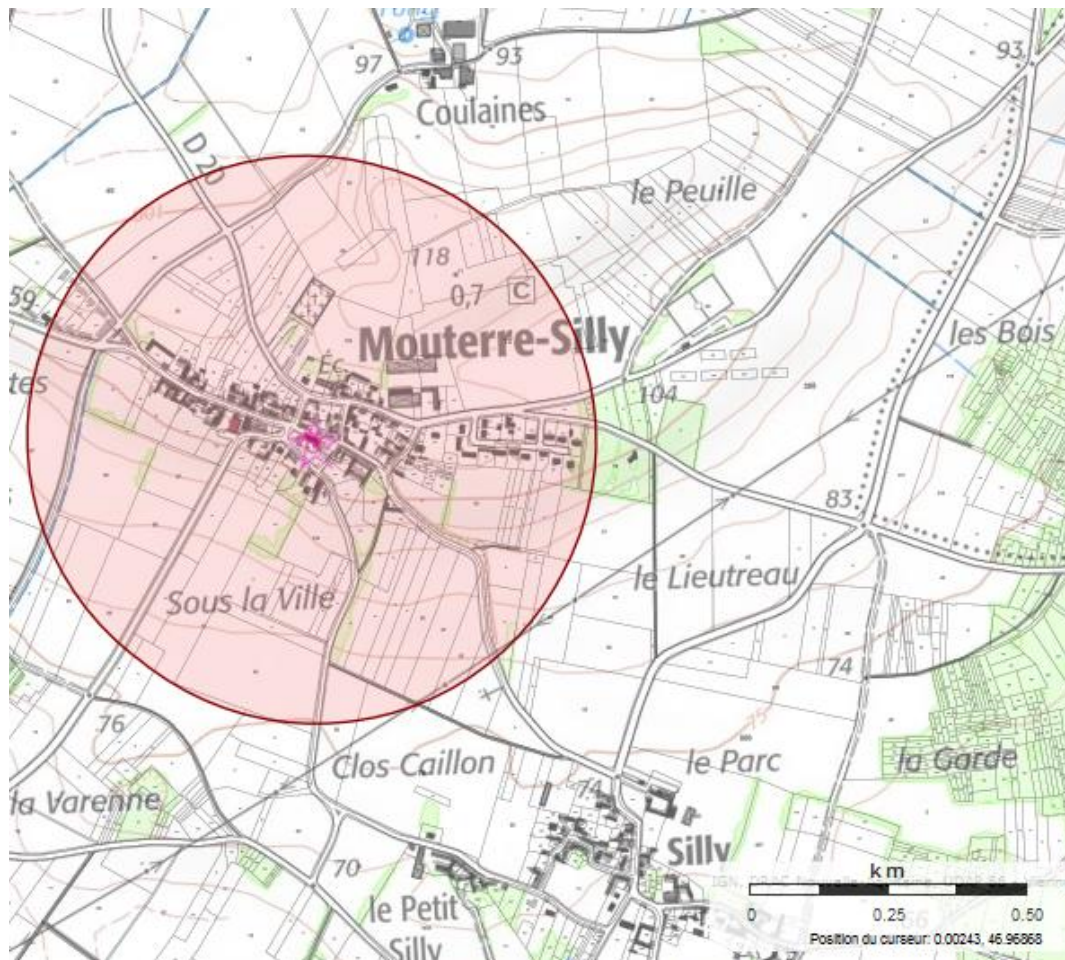 97
93
93
Coulaines
D 20
le Peuille
118
0,7
C
59
Mouterre-Silly
les Bois
Éc.
tes
104
83
le Lieutreau
Sous la Ville
74
75
76
Clos Caillon
le Parc
la Garde
la Varenne
74
Silly
km
70
0 0.25 0.50
le Petit
Silly
66
Position du curseur: 0.00243, 46.96868